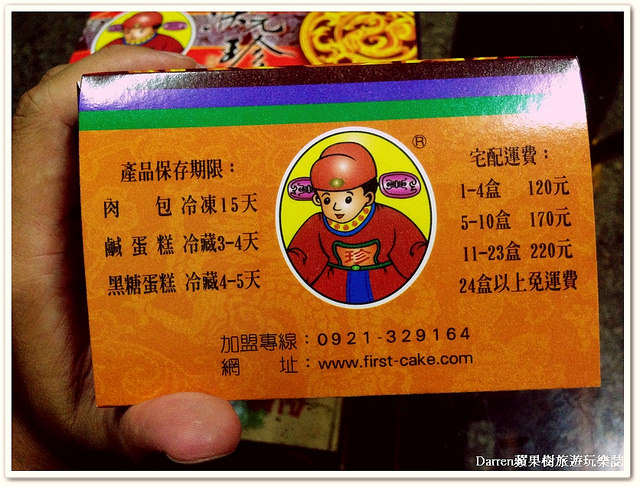 狀元
珍
®
產品保存期限：
肉　包 冷凍15天
鹹 蛋 糕 冷藏3-4天
黑糖蛋糕 冷藏4-5天
珍
宅配運費：
1-4盒 120元
5-10盒 170元
11-23盒 220元
24盒以上免運費
加盟專線：0921-329164
網　址：www.first-cake.com
Darren蘋果樹旅遊玩樂誌